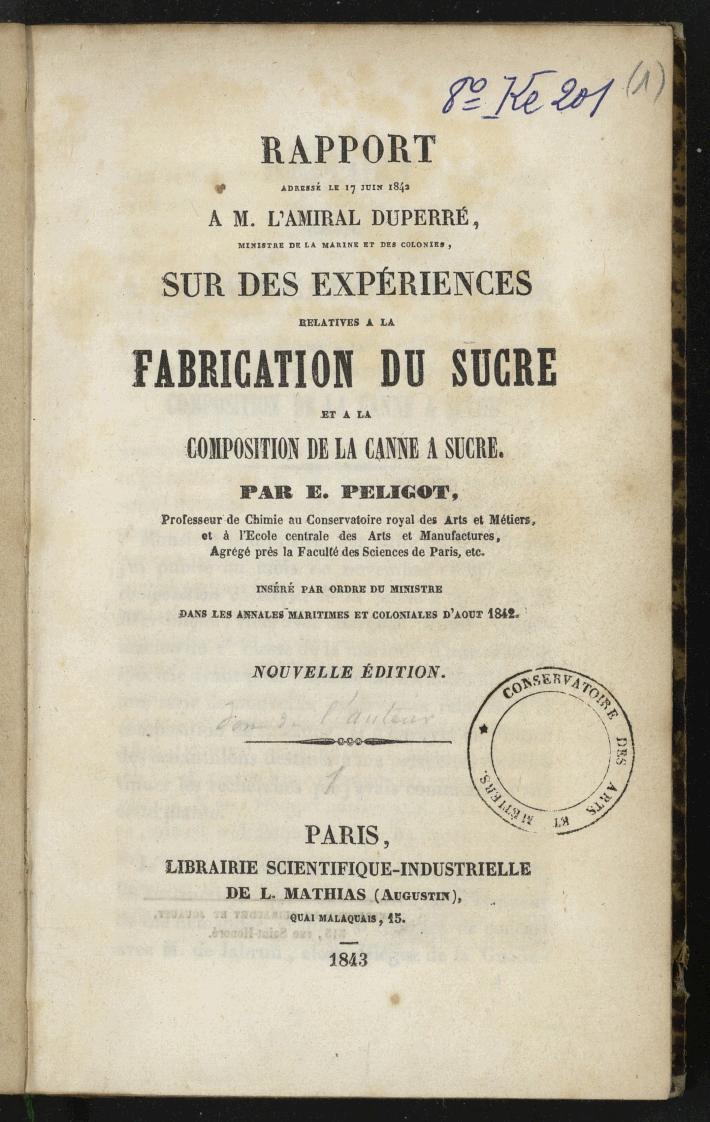 8º Ke 201 (1)
RAPPORT
ADRESSÉ LE 17 JUIN 1842
A M. L'AMIRAL DUPERRÉ,
MINISTRE DE LA MARINE ET DES COLONIES,
SUR DES EXPÉRIENCES
RELATIVES A LA
FABRICATION DU SUCRE
ET A LA
COMPOSITION DE LA CANNE A SUCRE.
PAR E. PELIGOT,
Professeur de Chimie au Conservatoire royal des Arts et Métiers,
et à l'Ecole centrale des Arts et Manufactures,
Agrégé près la Faculté des Sciences de Paris, etc.
INSÉRÉ PAR ORDRE DU MINISTRE
DANS LES ANNALES MARITIMES ET COLONIALES D'AOUT 1842.
NOUVELLE ÉDITION.
Don de l'auteur
CONSERVATOIRE DES ARTS ET MÉTIERS.
PARIS,
LIBRAIRIE SCIENTIFIQUE-INDUSTRIELLE
DE L. MATHIAS (AUGUSTIN),
QUAI MALAQUAIS, 15.
1843